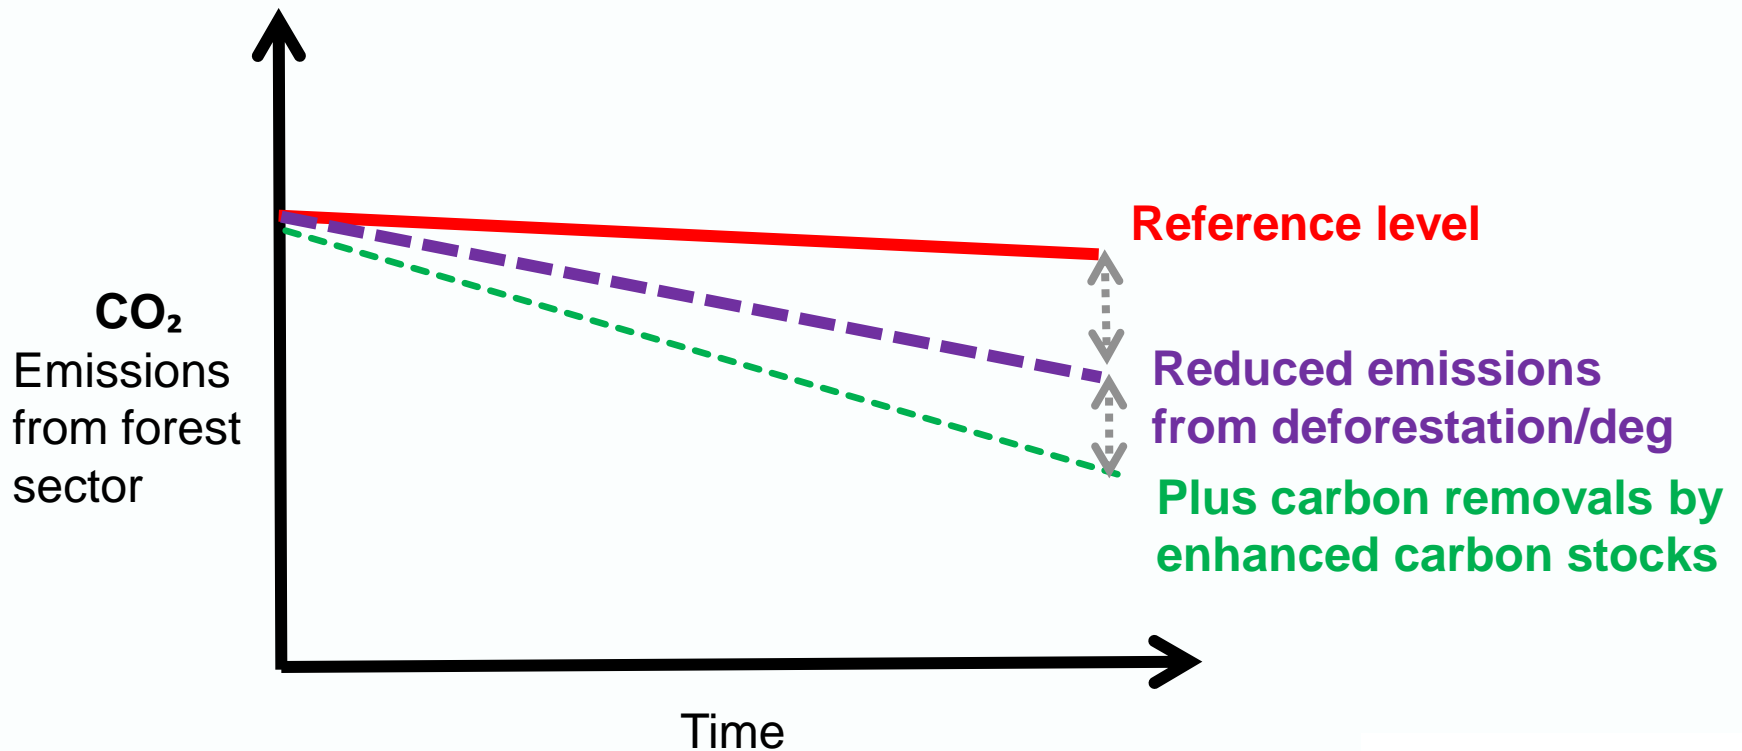 Reference level
CO₂
Emissions
from forest
sector
Reduced emissions
from deforestation/deg
Plus carbon removals by
enhanced carbon stocks
Time